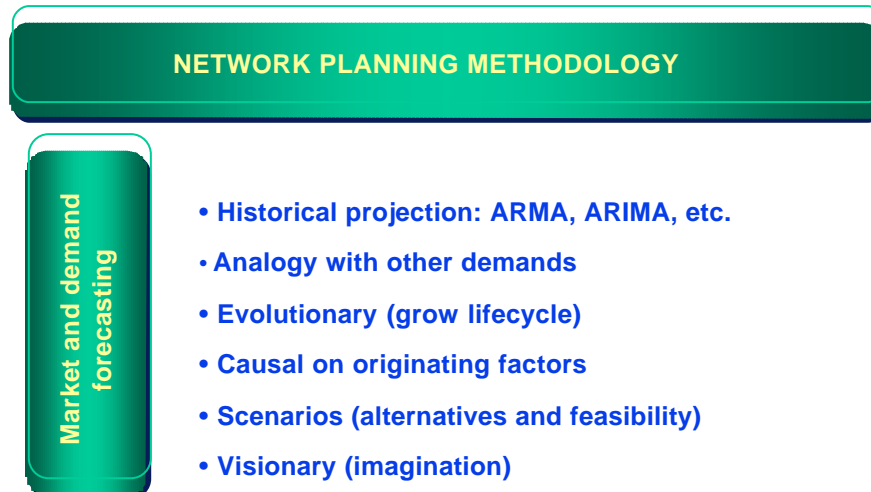 NETWORK PLANNING METHODOLOGY
Market and demand
forecasting
• Historical projection: ARMA, ARIMA, etc.
• Analogy with other demands
• Evolutionary (grow lifecycle)
• Causal on originating factors
• Scenarios (alternatives and feasibility)
• Visionary (imagination)